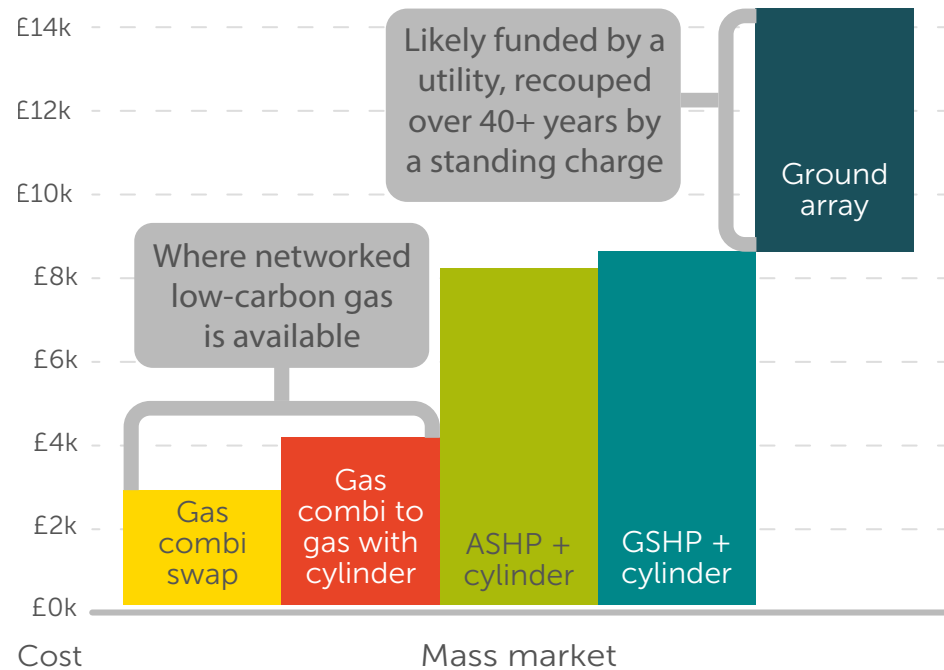 £14k
£12k
£10k
£8k
£6k
£4k
£2k
£0k
Likely funded by a
utility, recouped
over 40+ years by
a standing charge
Where networked
low-carbon gas
is available
Gas
combi
swap
Gas
combi to
gas with
cylinder
ASHP +
cylinder
GSHP +
cylinder
Ground
array
Cost
Mass market